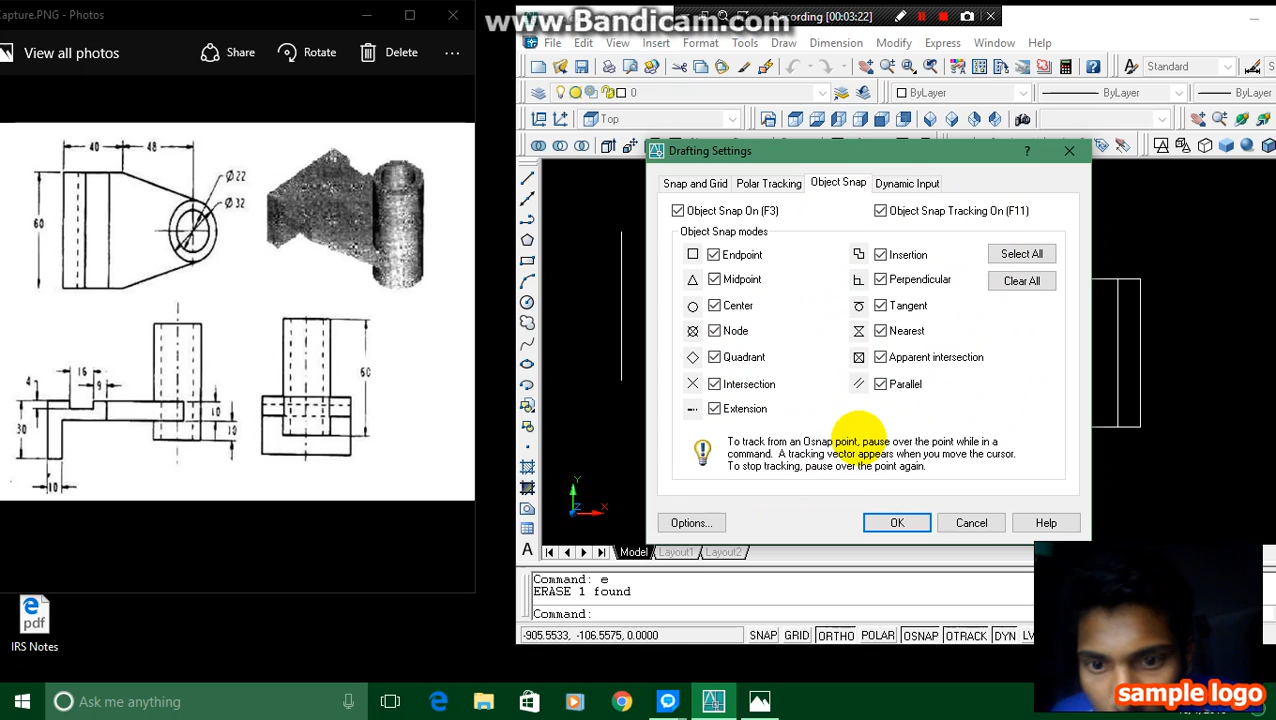 Capture.PNG - Photos
www.Bandicam.com
Recording [00:03:22]
View all photos
Share
Rotate
Delete
File Edit View Insert Format Tools Draw Dimension Modify Express Window Help
Standard
0
ByLayer
ByLayer
ByLayer
Top
40
48
Ø 22
Ø 32
60
Drafting Settings
?
Snap and Grid
Polar Tracking
Object Snap
Dynamic Input
Object Snap On (F3)
Object Snap Tracking On (F11)
Object Snap modes
Endpoint
Insertion
Select All
Midpoint
Perpendicular
Clear All
Center
Tangent
Node
Nearest
Quadrant
Apparent intersection
Intersection
Parallel
Extension
To track from an Osnap point, pause over the point while in a
command. A tracking vector appears when you move the cursor.
To stop tracking, pause over the point again.
Options...
OK
Cancel
Help
4
16
9
30
10
10
10
60
Y
Z
X
Model
Layout1
Layout2
Command: e
ERASE 1 found
Command:
-905.5533, -106.5575, 0.0000
SNAP GRID ORTHO POLAR OSNAP OTRACK DYN
pdf
IRS Notes
Ask me anything
sample logo